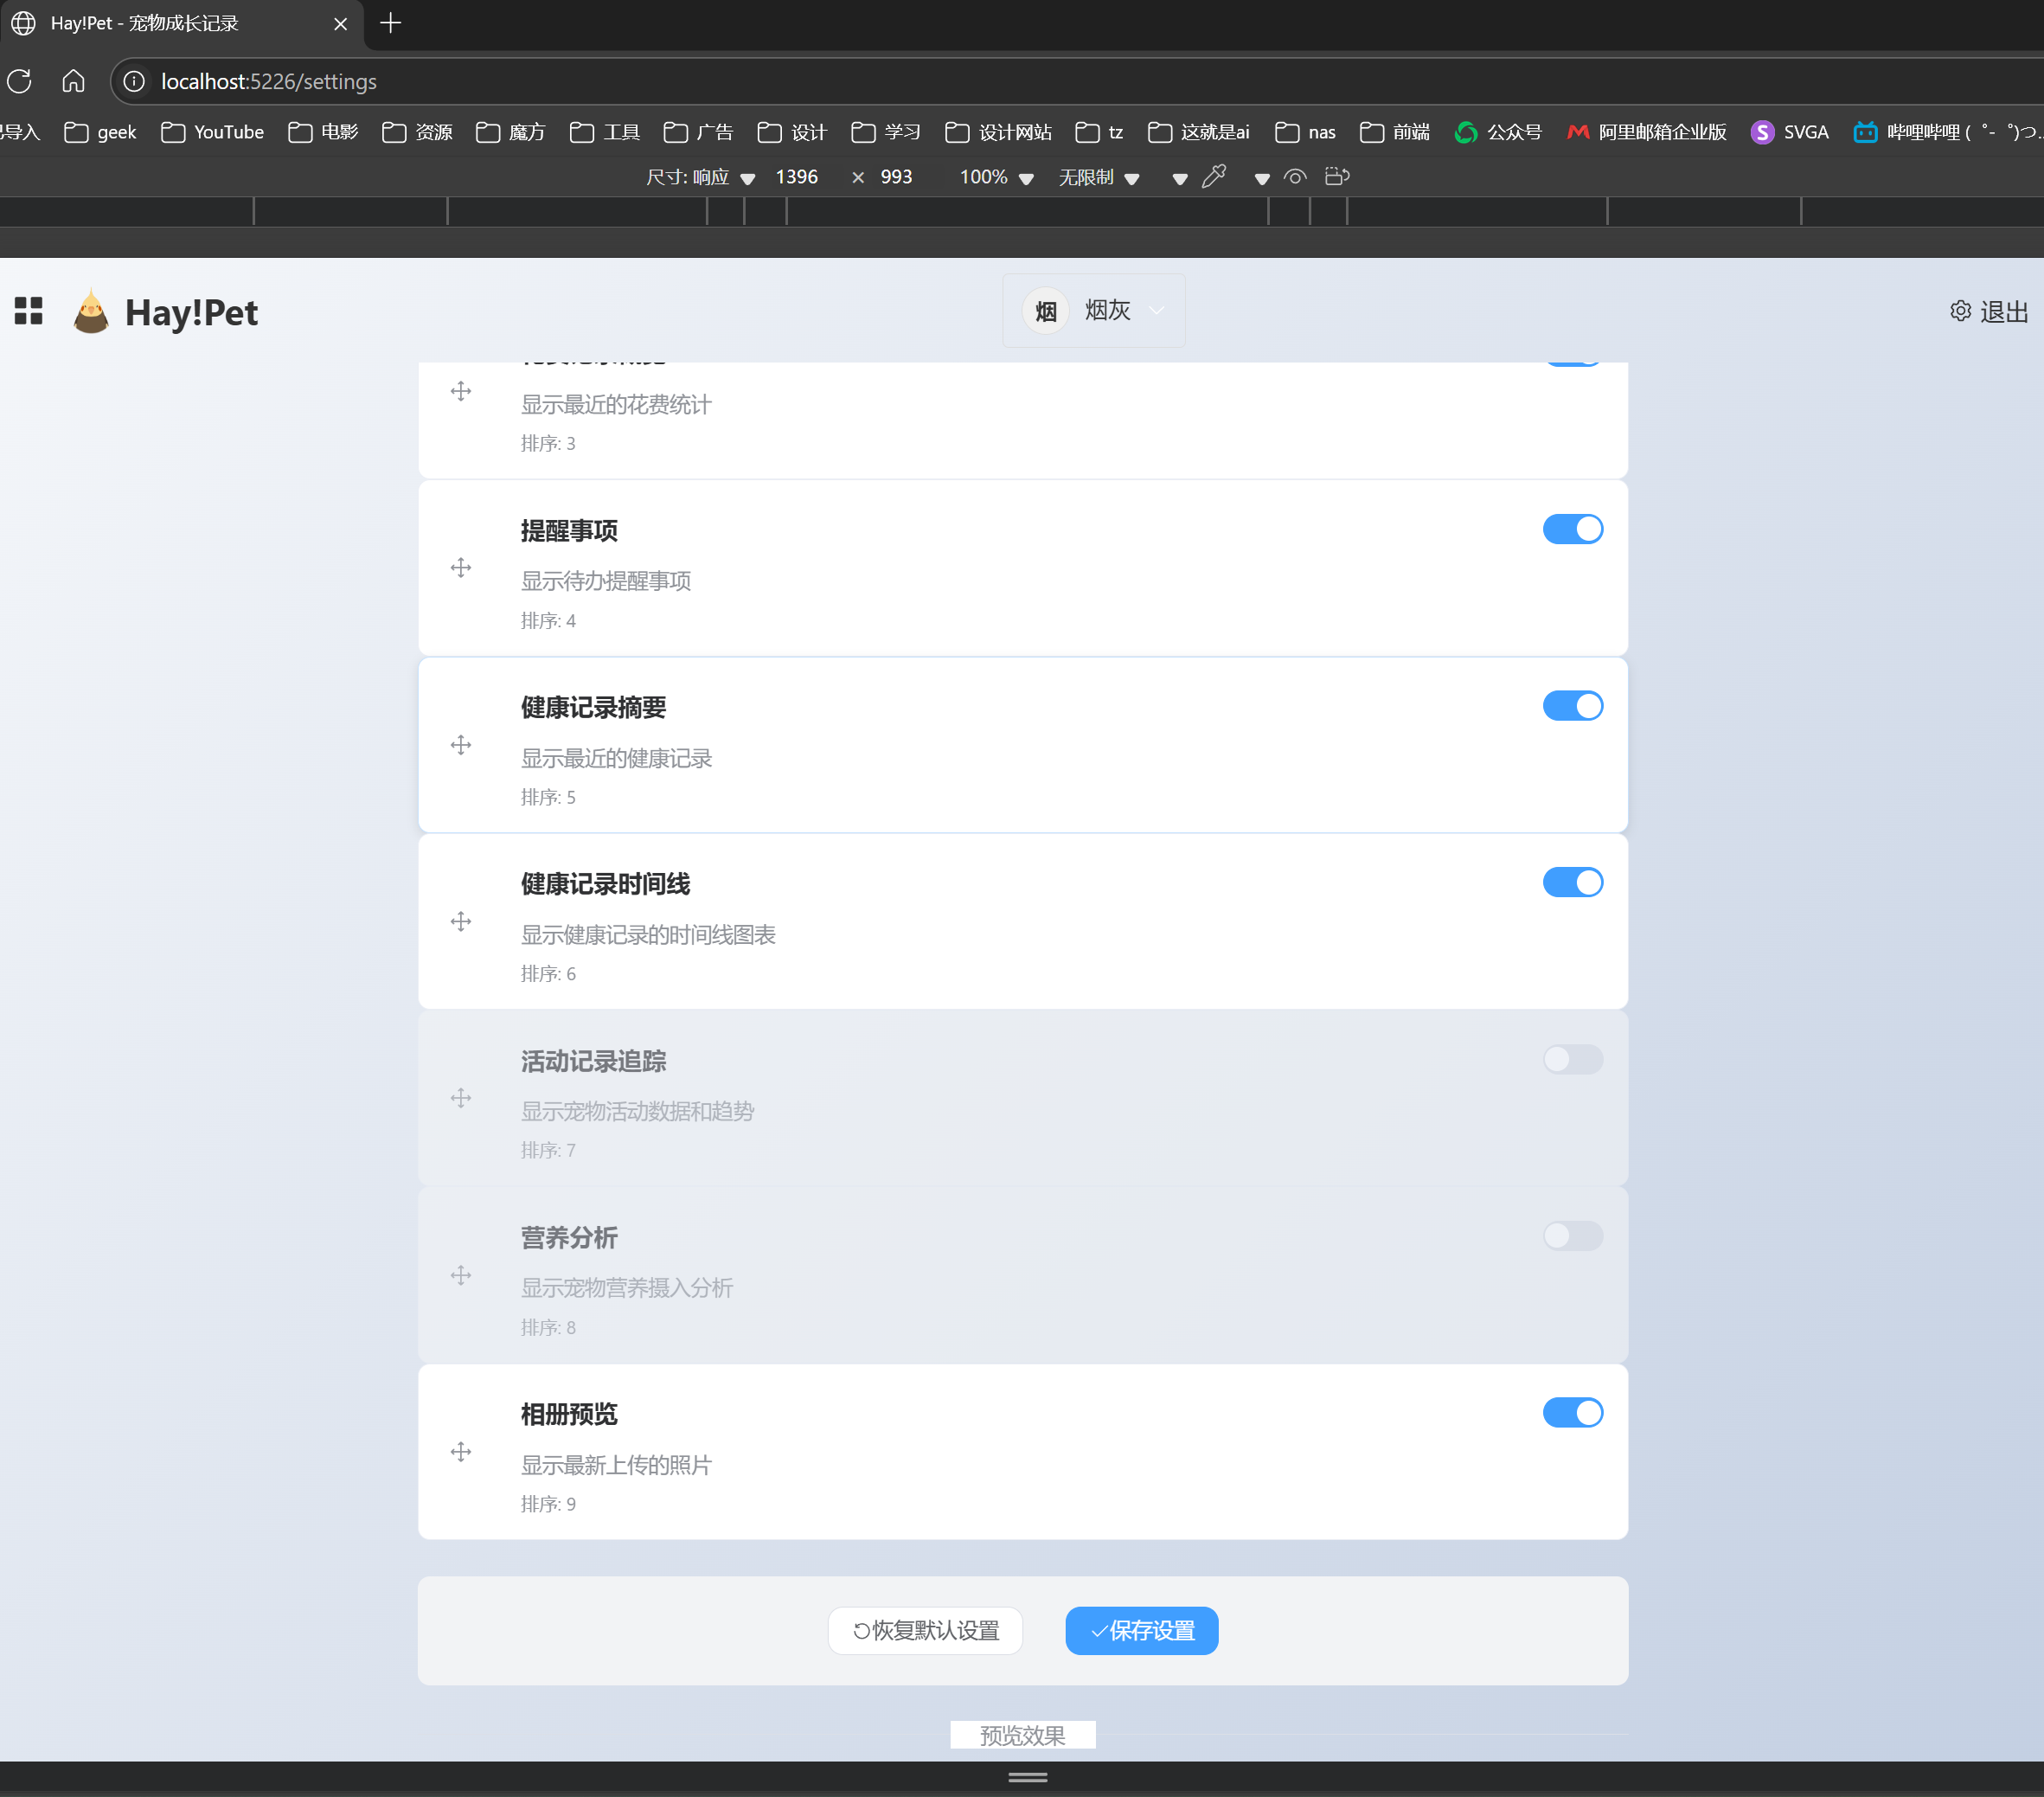 Hay!Pet - 宠物成长记录
localhost:5226/settings
导入 geek YouTube 电影 资源 魔方 工具 广告 设计 学习 设计网站 tz 这就是ai nas 前端 公众号 阿里邮箱企业版 SVGA 哔哩哔哩 ( ゜- ゜)つ...
尺寸: 响应 1396 × 993 100% 无限制
Hay!Pet 烟 烟灰 退出
显示最近的花费统计
排序: 3
提醒事项
显示待办提醒事项
排序: 4
健康记录摘要
显示最近的健康记录
排序: 5
健康记录时间线
显示健康记录的时间线图表
排序: 6
活动记录追踪
显示宠物活动数据和趋势
排序: 7
营养分析
显示宠物营养摄入分析
排序: 8
相册预览
显示最新上传的照片
排序: 9
恢复默认设置 保存设置
预览效果